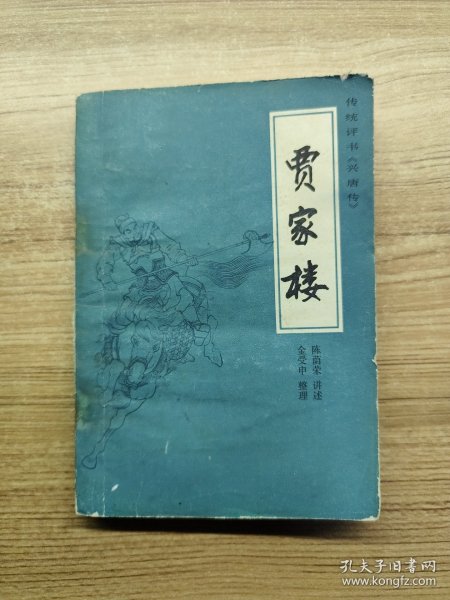 传统评书《兴唐传》
贾家楼
陈荫荣 讲述
金受申 整理
孔夫子旧书网
www.kongfz.com